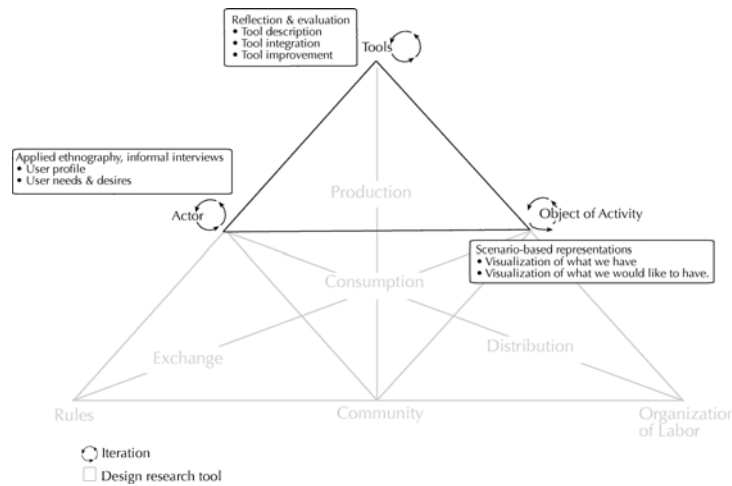 Reflection & evaluation
• Tool description
• Tool integration
• Tool improvement
Tools
Applied ethnography, informal interviews
• User profile
• User needs & desires
Production
Actor
Object of Activity
Scenario-based representations
• Visualization of what we have
• Visualization of what we would like to have.
Consumption
Exchange
Distribution
Rules
Community
Organization
of Labor
Iteration
Design research tool